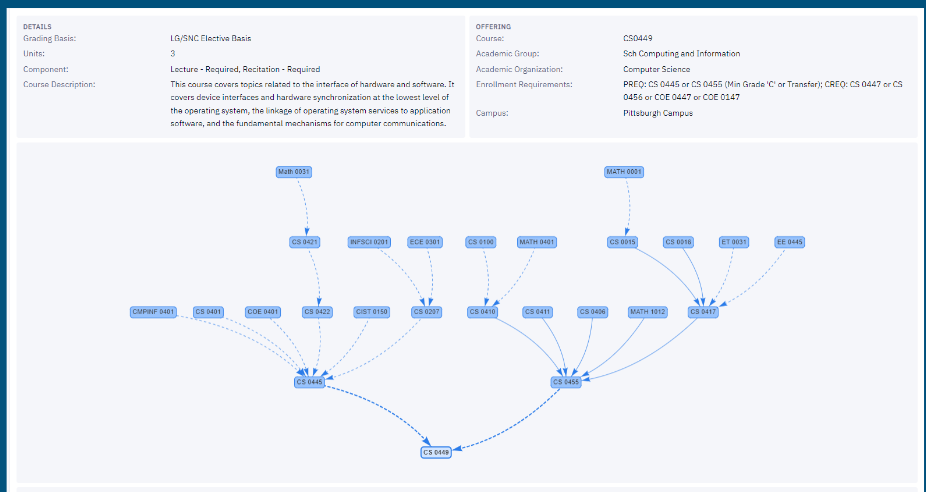 DETAILS
Grading Basis: LG/SNC Elective Basis
Units: 3
Component: Lecture - Required, Recitation - Required
Course Description: This course covers topics related to the interface of hardware and software. It
covers device interfaces and hardware synchronization at the lowest level of
the operating system, the linkage of operating system services to application
software, and the fundamental mechanisms for computer communications.
OFFERING
Course: CS0449
Academic Group: Sch Computing and Information
Academic Organization: Computer Science
Enrollment Requirements: PREQ: CS 0445 or CS 0455 (Min Grade 'C' or Transfer); CREQ: CS 0447 or CS
0456 or COE 0447 or COE 0147
Campus: Pittsburgh Campus
Math 0031 MATH 0001
CS 0421 INFSCI 0201 ECE 0301 CS 0100 MATH 0401 CS 0015 CS 0016 ET 0031 EE 0445
CMPINF 0401 CS 0401 COE 0401 CS 0422 CIST 0150 CS 0207 CS 0410 CS 0411 CS 0406 MATH 1012 CS 0417
CS 0445 CS 0455
CS 0449